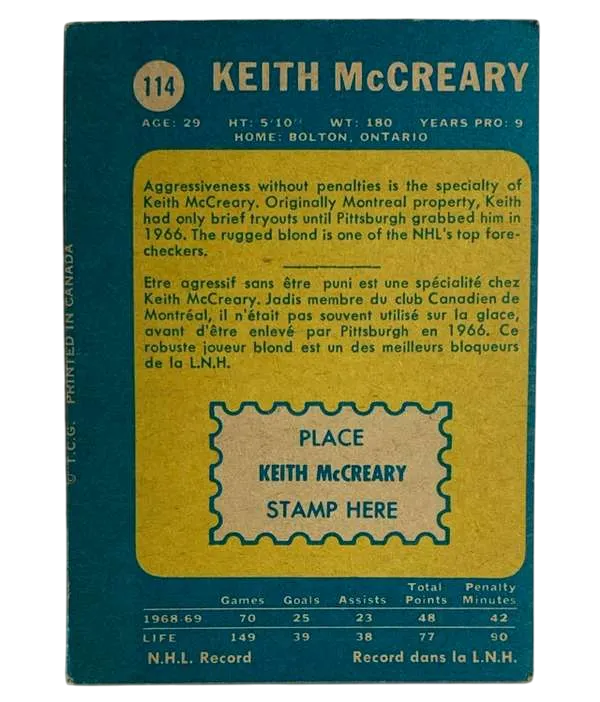 114 KEITH McCREARY
AGE: 29 HT: 5'10" WT: 180 YEARS PRO: 9
HOME: BOLTON, ONTARIO
Aggressiveness without penalties is the specialty of
Keith McCreary. Originally Montreal property, Keith
had only brief tryouts until Pittsburgh grabbed him in
1966. The rugged blond is one of the NHL's top fore-
checkers.
Etre agressif sans être puni est une spécialité chez
Keith McCreary. Jadis membre du club Canadien de
Montréal, il n'était pas souvent utilisé sur la glace,
avant d'être enlevé par Pittsburgh en 1966. Ce
robuste joueur blond est un des meilleurs bloqueurs
de la L.N.H.
PLACE
KEITH McCREARY
STAMP HERE
© T.C.G. PRINTED IN CANADA
Total Penalty
Games Goals Assists Points Minutes
1968-69 70 25 23 48 42
LIFE 149 39 38 77 90
N.H.L. Record Record dans la L.N.H.